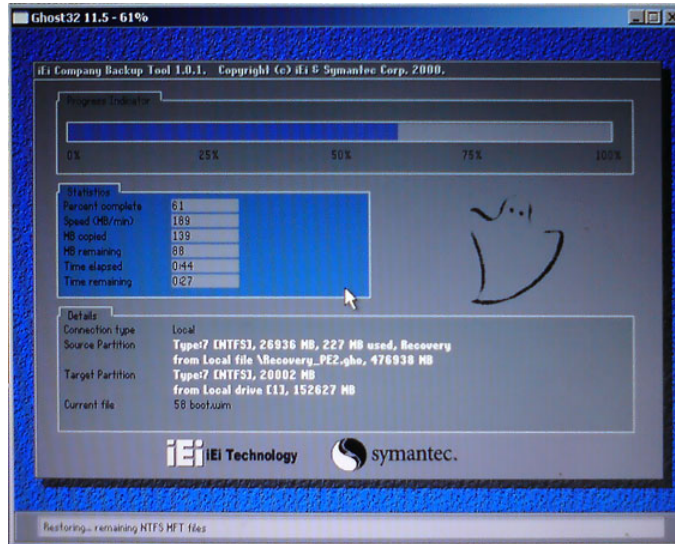 Ghost32 11.5 - 61%
iEi Company Backup Tool 1.0.1. Copyright (c) iEi & Symantec Corp. 2000.
Progress Indicator
0% 25% 50% 75% 100%
Statistics
Percent complete 61
Speed (MB/min) 189
MB copied 139
MB remaining 88
Time elapsed 0:44
Time remaining 0:27
Details
Connection type Local
Source Partition Type:7 [NTFS], 26936 MB, 227 MB used, Recovery
from Local file \Recovery_PE2.gho, 476938 MB
Target Partition Type:7 [NTFS], 20002 MB
from Local drive [1], 152627 MB
Current file 58 boot.wim
iEi iEi Technology symantec.
Restoring... remaining NTFS MFT files